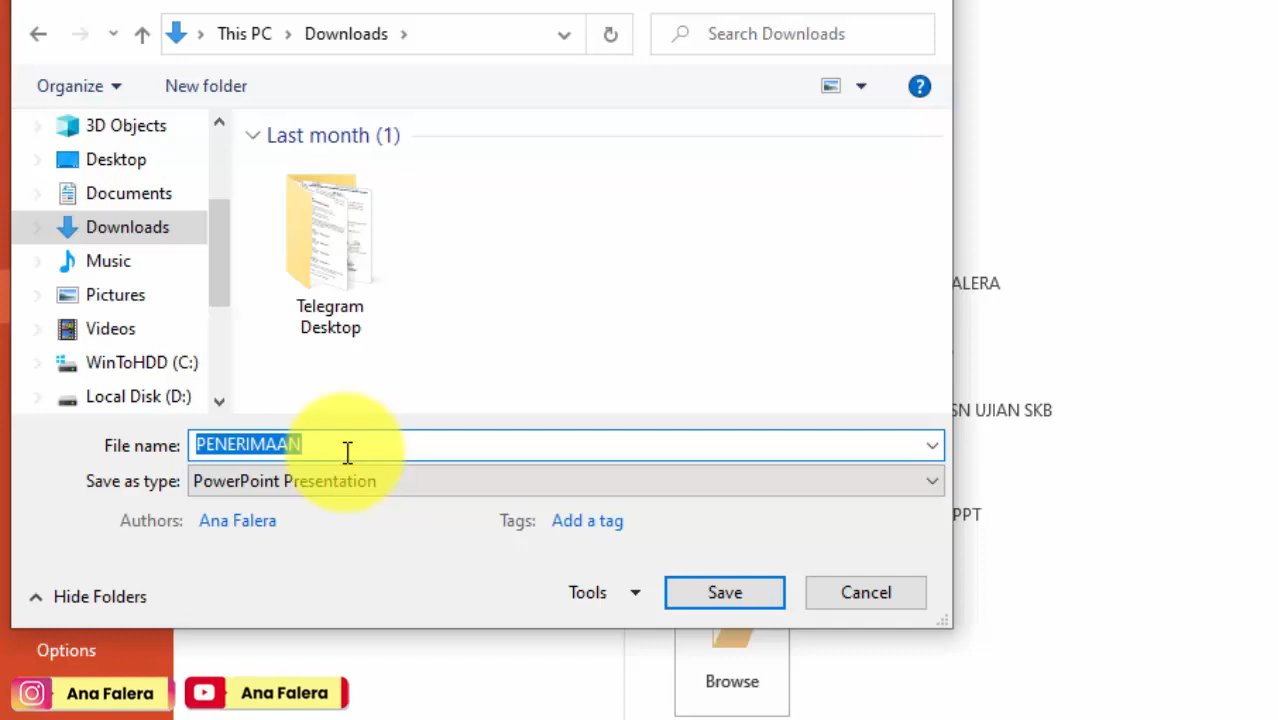 This PC > Downloads >
Search Downloads
Organize
New folder
3D Objects
Desktop
Documents
Downloads
Music
Pictures
Videos
WinToHDD (C:)
Local Disk (D:)
Last month (1)
Telegram
Desktop
ALERA
SN UJIAN SKB
PPT
File name: PENERIMAAN
Save as type: PowerPoint Presentation
Authors: Ana Falera
Tags: Add a tag
Hide Folders
Tools
Save
Cancel
Options
Browse
Ana Falera
Ana Falera